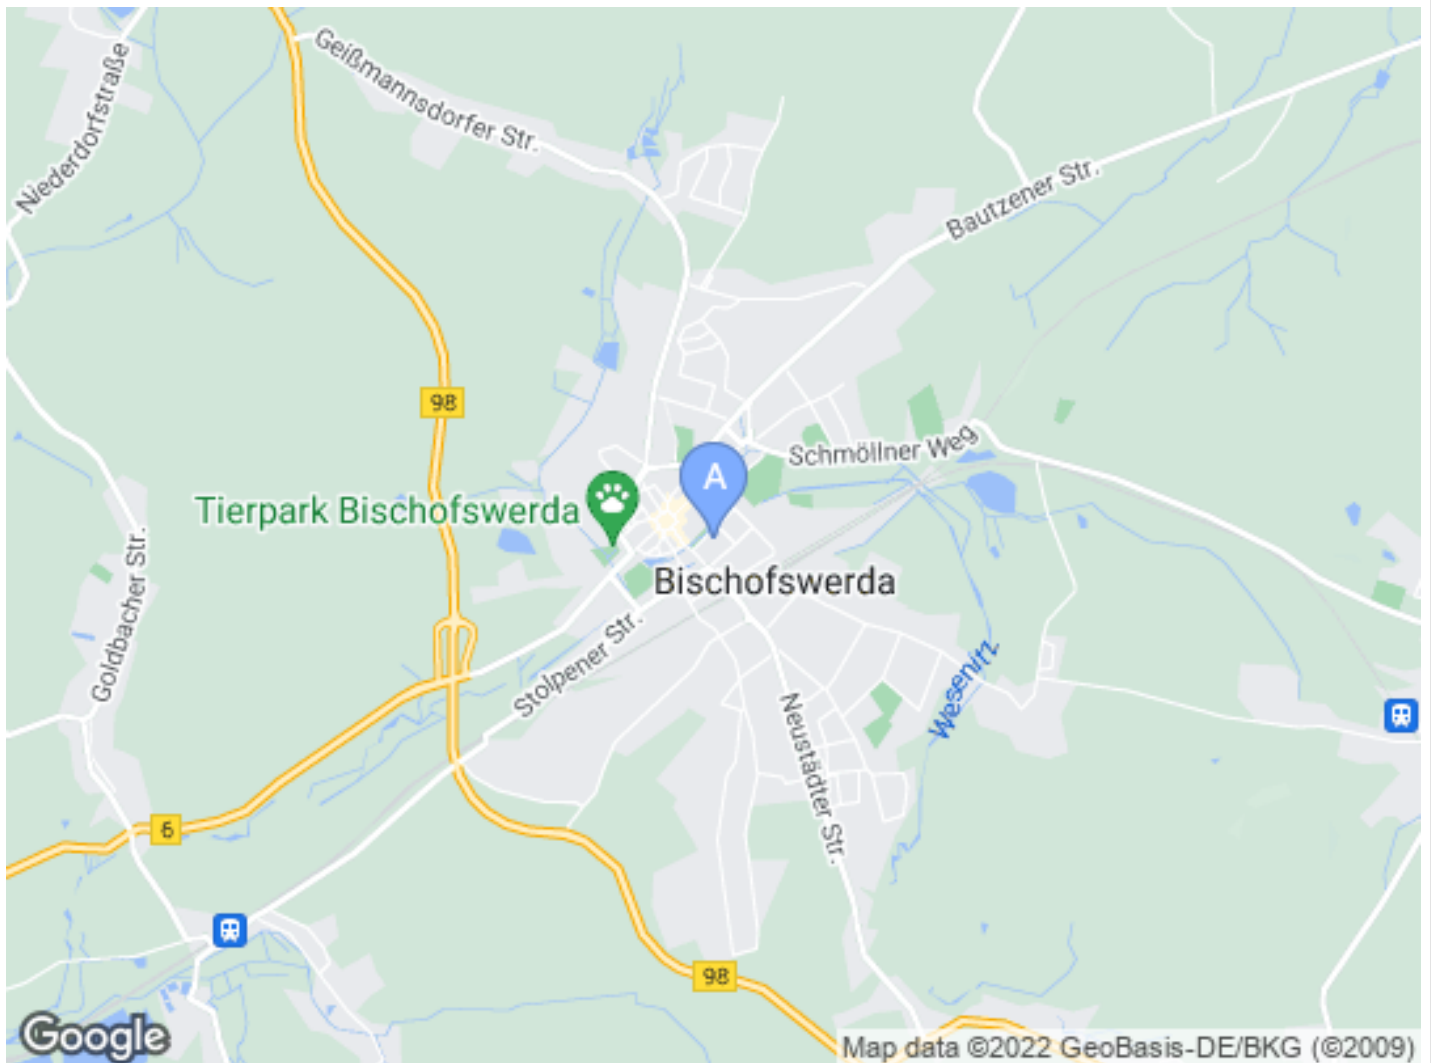 Geißmannsdorfer Str.
Niederdorfstraße
Bautzener Str.
98
Schmöllner Weg
A
Tierpark Bischofswerda
Bischofswerda
Goldbacher Str.
Stolpener Str.
Wesenitz
Neustädter Str.
6
98
Google
Map data ©2022 GeoBasis-DE/BKG (©2009)